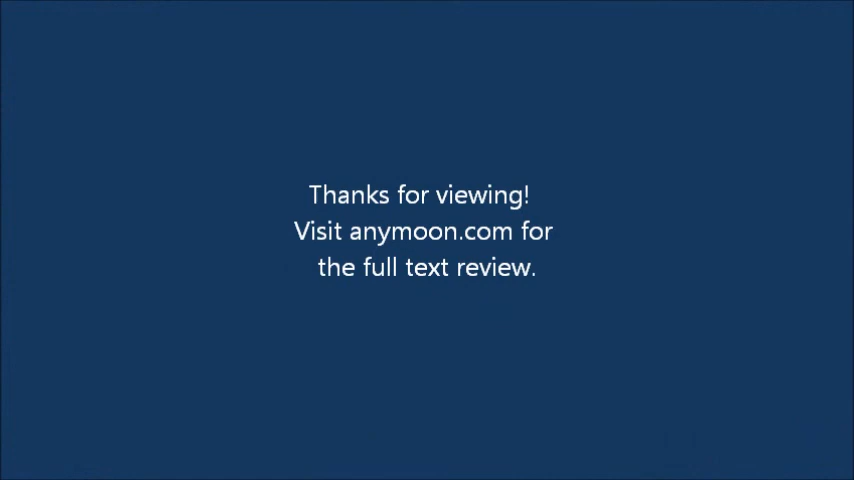 Thanks for viewing!
Visit anymoon.com for
the full text review.